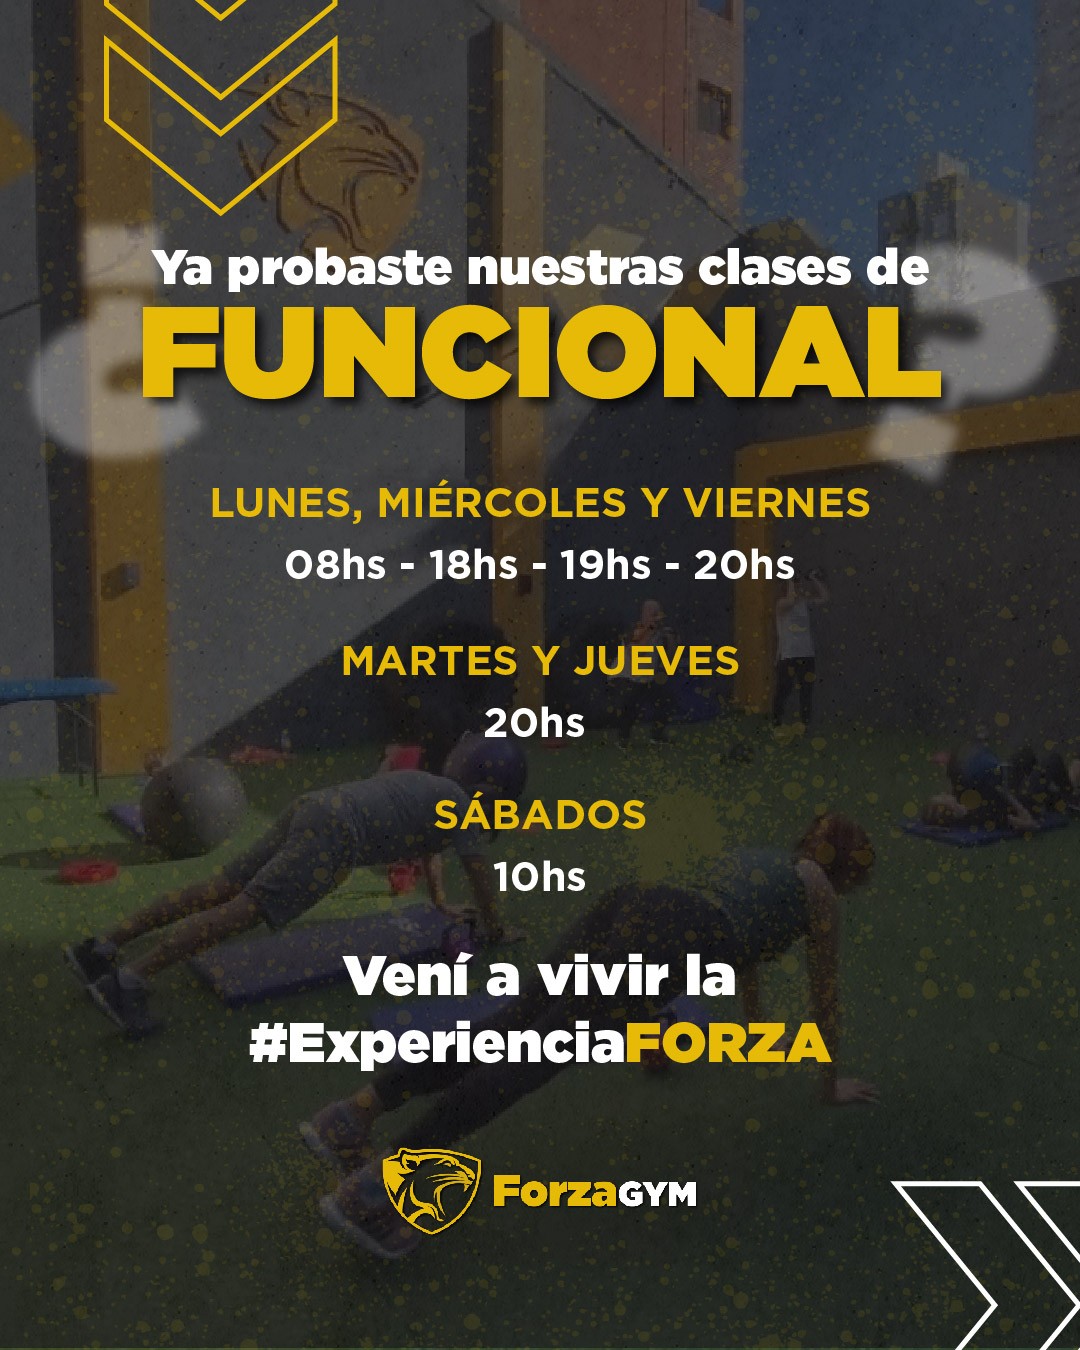 ¿Ya probaste nuestras clases de
FUNCIONAL?
LUNES, MIÉRCOLES Y VIERNES
08hs - 18hs - 19hs - 20hs
MARTES Y JUEVES
20hs
SÁBADOS
10hs
Vení a vivir la
#ExperienciaFORZA
ForzaGYM